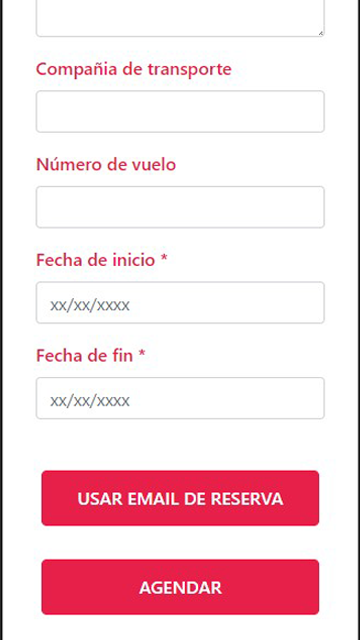 Compañia de transporte
Número de vuelo
Fecha de inicio *
xx/xx/xxxx
Fecha de fin *
xx/xx/xxxx
USAR EMAIL DE RESERVA
AGENDAR